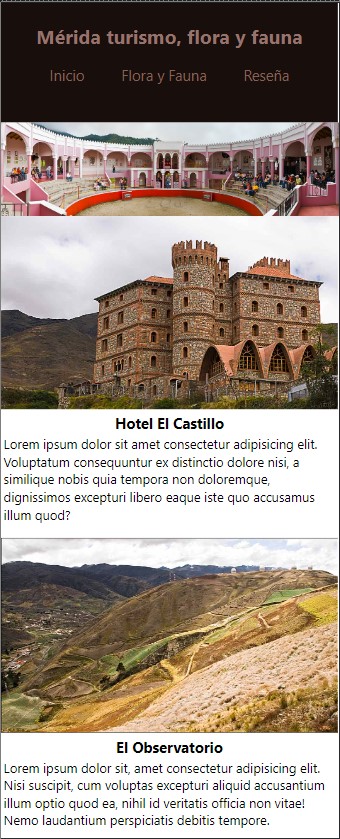 Mérida turismo, flora y fauna
Inicio Flora y Fauna Reseña
Hotel El Castillo
Lorem ipsum dolor sit amet consectetur adipisicing elit.
Voluptatum consequuntur ex distinctio dolore nisi, a
similique nobis quia tempora non doloremque,
dignissimos excepturi libero eaque iste quo accusamus
illum quod?
El Observatorio
Lorem ipsum dolor sit, amet consectetur adipisicing elit.
Nisi suscipit, cum voluptas excepturi aliquid accusantium
illum optio quod ea, nihil id veritatis officia non vitae!
Nemo laudantium perspiciatis debitis tempore.